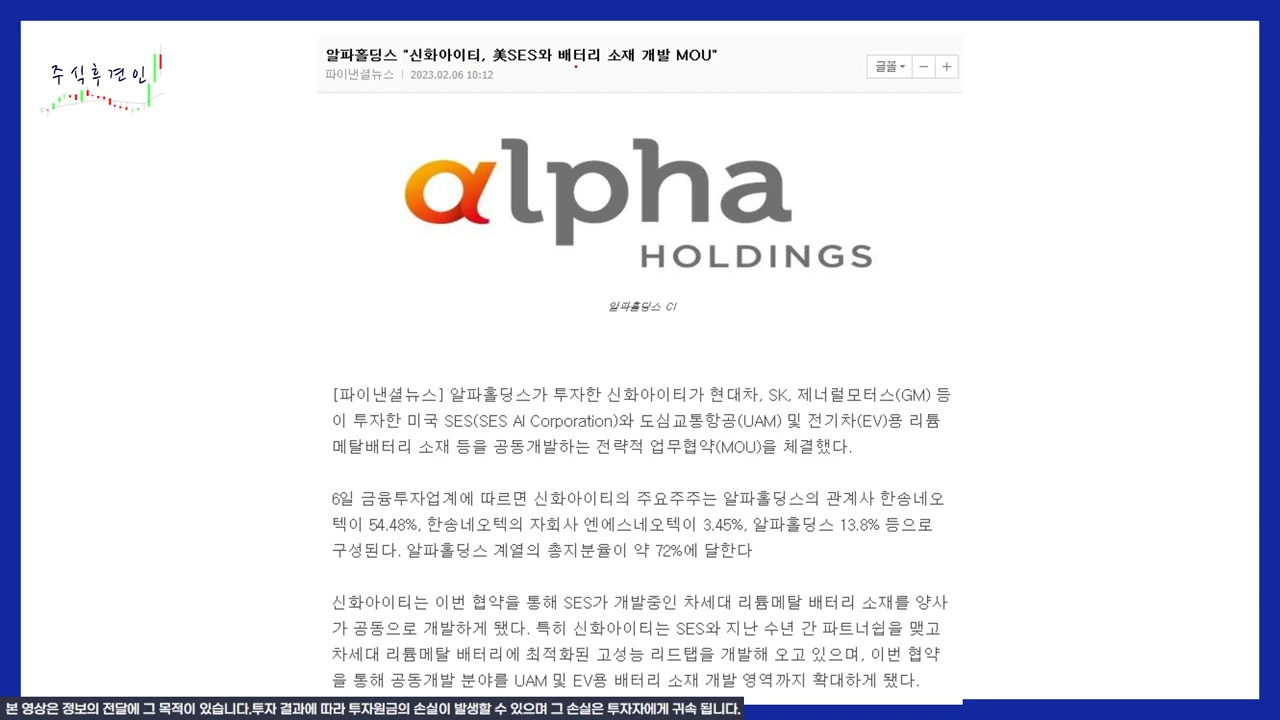 주식후견인
알파홀딩스 "신화아이티, 美SES와 배터리 소재 개발 MOU"
파이낸셜뉴스 | 2023.02.06 10:12
글꼴
alpha
HOLDINGS
알파홀딩스 CI
[파이낸셜뉴스] 알파홀딩스가 투자한 신화아이티가 현대차, SK, 제너럴모터스(GM) 등
이 투자한 미국 SES(SES AI Corporation)와 도심교통항공(UAM) 및 전기차(EV)용 리튬
메탈배터리 소재 등을 공동개발하는 전략적 업무협약(MOU)을 체결했다.
6일 금융투자업계에 따르면 신화아이티의 주요주주는 알파홀딩스의 관계사 한송네오
텍이 54.48%, 한송네오텍의 자회사 엔에스네오텍이 3.45%, 알파홀딩스 13.8% 등으로
구성된다. 알파홀딩스 계열의 총지분율이 약 72%에 달한다
신화아이티는 이번 협약을 통해 SES가 개발중인 차세대 리튬메탈 배터리 소재를 양사
가 공동으로 개발하게 됐다. 특히 신화아이티는 SES와 지난 수년 간 파트너쉽을 맺고
차세대 리튬메탈 배터리에 최적화된 고성능 리드탭을 개발해 오고 있으며, 이번 협약
을 통해 공동개발 분야를 UAM 및 EV용 배터리 소재 개발 영역까지 확대하게 됐다.
본 영상은 정보의 전달에 그 목적이 있습니다.투자 결과에 따라 투자원금의 손실이 발생할 수 있으며 그 손실은 투자자에게 귀속 됩니다.